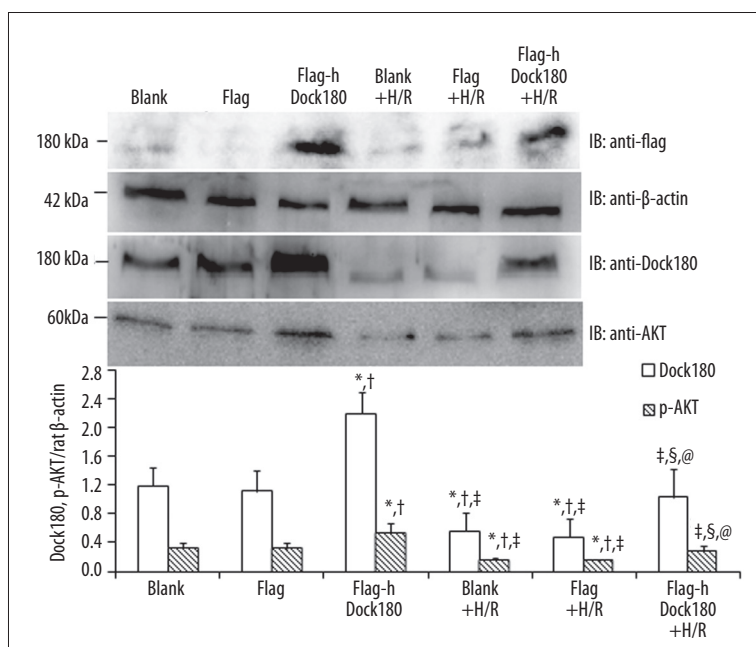 Blank Flag Flag-h Dock180 Blank +H/R Flag +H/R Flag-h Dock180 +H/R
180 kDa IB: anti-flag
42 kDa IB: anti-β-actin
180 kDa IB: anti-Dock180
60kDa IB: anti-AKT
Dock180, p-AKT/rat β-actin
2.8
2.4
2.0
1.6
1.2
0.8
0.4
0.0
*,†
*,†
*,†,‡
*,†,‡
*,†,‡
*,†,‡
‡,§,@
‡,§,@
Dock180
p-AKT
Blank Flag Flag-h Dock180 Blank +H/R Flag +H/R Flag-h Dock180 +H/R